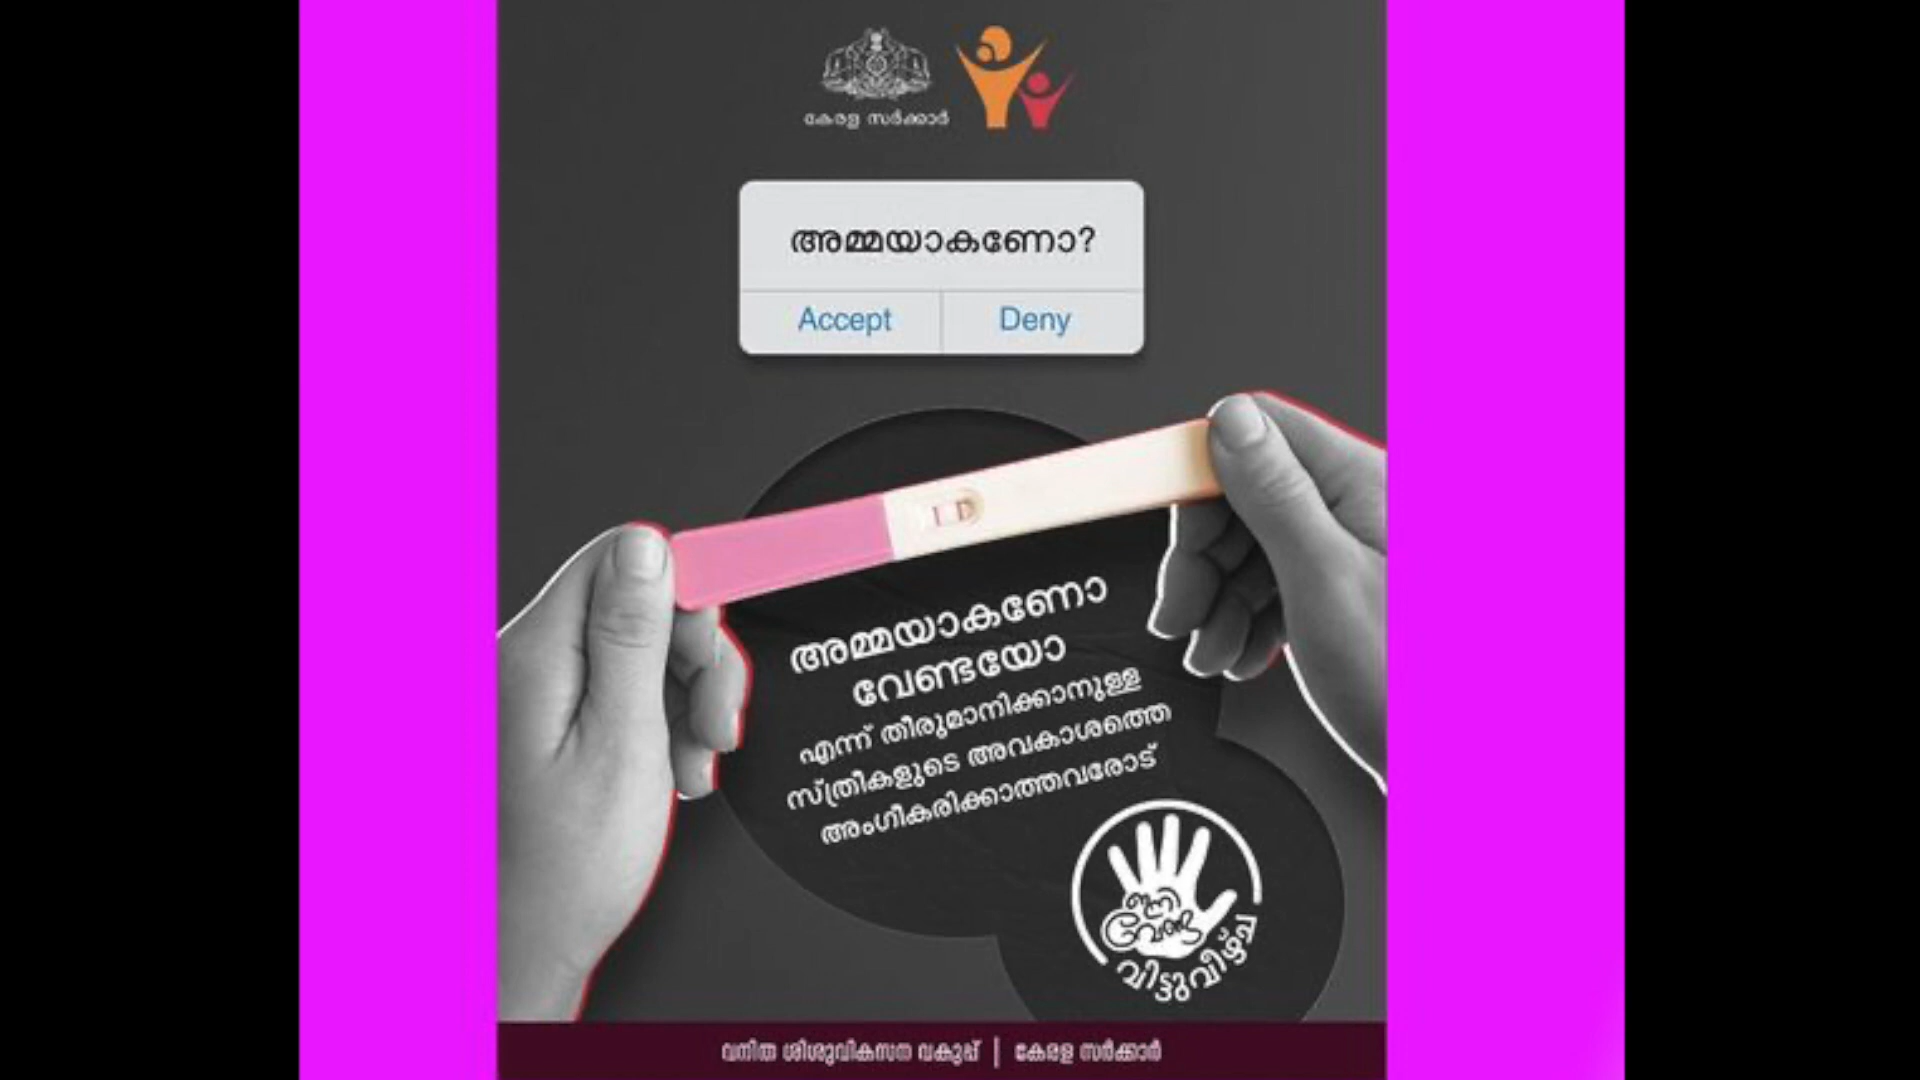 കേരള സർക്കാർ
അമ്മയാകണോ?
Accept Deny
അമ്മയാകണോ
വേണ്ടയോ
എന്ന് തീരുമാനിക്കാനുള്ള
സ്ത്രീകളുടെ അവകാശത്തെ
അംഗീകരിക്കാത്തവരോട്
ഇനി
വേണ്ട
വിട്ടുവീഴ്ച
വനിത ശിശുവികസന വകുപ്പ് | കേരള സർക്കാർ